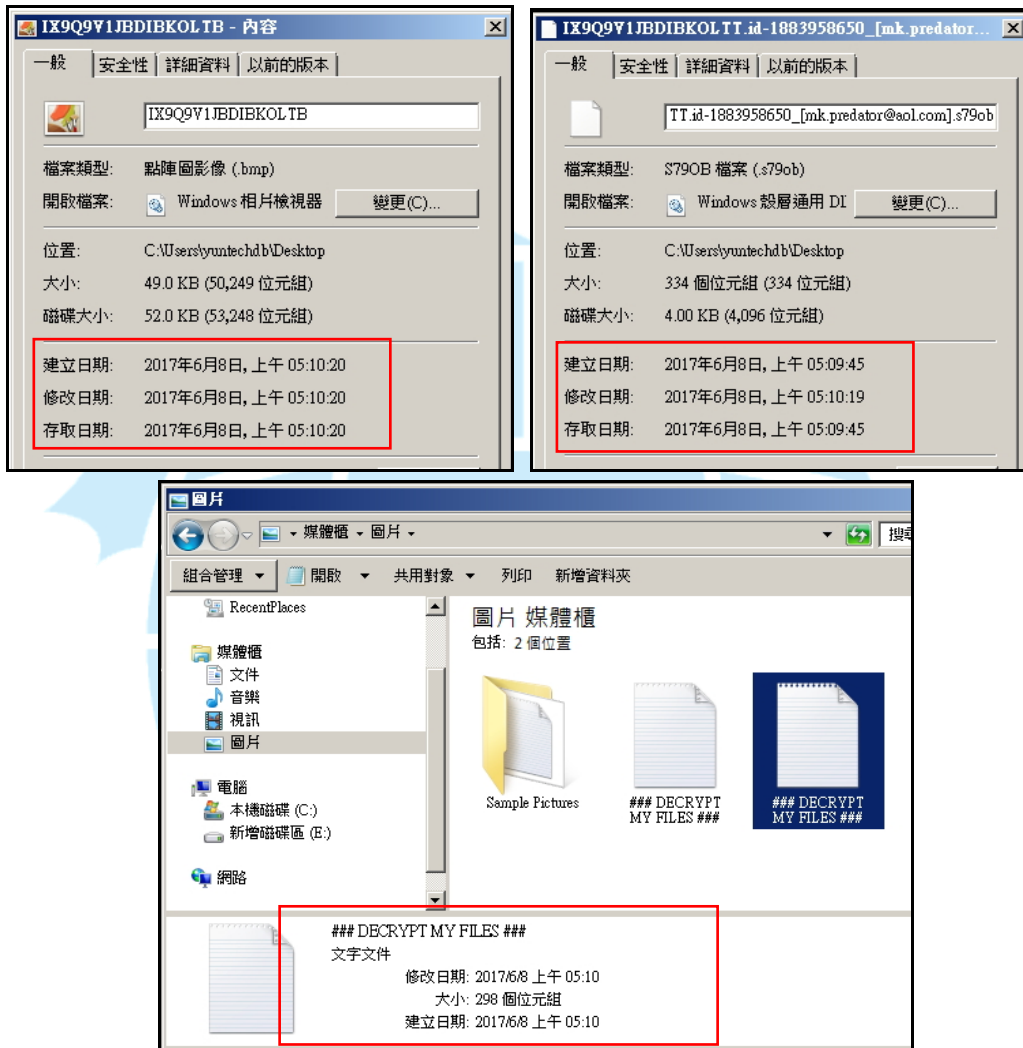 IX9Q9V1JBDIBKOLTB - 內容
一般 安全性 詳細資料 以前的版本
IX9Q9V1JBDIBKOLTB
檔案類型: 點陣圖影像 (.bmp)
開啟檔案: Windows 相片檢視器 變更(C)...
位置: C:\Users\yuntechdb\Desktop
大小: 49.0 KB (50,249 位元組)
磁碟大小: 52.0 KB (53,248 位元組)
建立日期: 2017年6月8日, 上午 05:10:20
修改日期: 2017年6月8日, 上午 05:10:20
存取日期: 2017年6月8日, 上午 05:10:20
IX9Q9V1JBDIBKOLTT.id-1883958650_[mk.predator...
一般 安全性 詳細資料 以前的版本
TT.id-1883958650_[mk.predator@aol.com].s79ob
檔案類型: S79OB 檔案 (.s79ob)
開啟檔案: Windows 殼層通用 DI 變更(C)...
位置: C:\Users\yuntechdb\Desktop
大小: 334 個位元組 (334 位元組)
磁碟大小: 4.00 KB (4,096 位元組)
建立日期: 2017年6月8日, 上午 05:09:45
修改日期: 2017年6月8日, 上午 05:10:19
存取日期: 2017年6月8日, 上午 05:09:45
圖片
媒體櫃 圖片
組合管理 開啟 共用對象 列印 新增資料夾
RecentPlaces
媒體櫃
文件
音樂
視訊
圖片
電腦
本機磁碟 (C:)
新增磁碟區 (E:)
網路
圖片 媒體櫃
包括: 2 個位置
Sample Pictures
### DECRYPT
MY FILES ###
### DECRYPT
MY FILES ###
### DECRYPT MY FILES ###
文字文件
修改日期: 2017/6/8 上午 05:10
大小: 298 個位元組
建立日期: 2017/6/8 上午 05:10